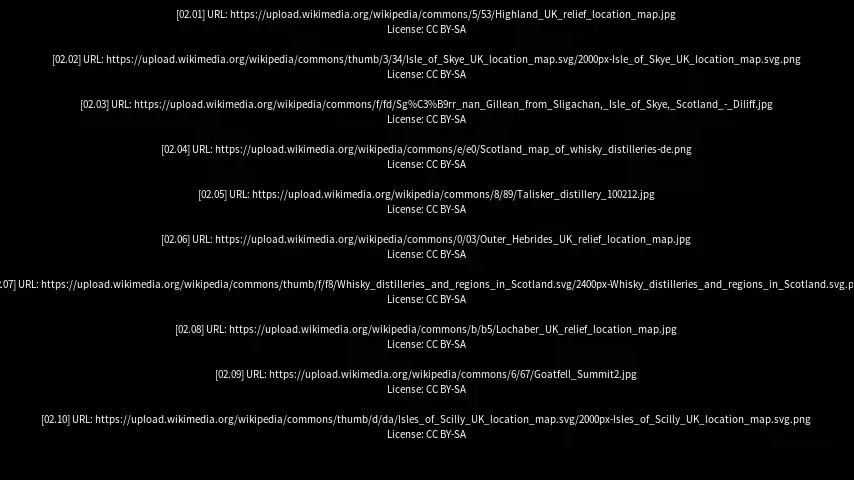 [02.01] URL: https://upload.wikimedia.org/wikipedia/commons/5/53/Highland_UK_relief_location_map.jpg
License: CC BY-SA
[02.02] URL: https://upload.wikimedia.org/wikipedia/commons/thumb/3/34/Isle_of_Skye_UK_location_map.svg/2000px-Isle_of_Skye_UK_location_map.svg.png
License: CC BY-SA
[02.03] URL: https://upload.wikimedia.org/wikipedia/commons/f/fd/Sg%C3%B9rr_nan_Gillean_from_Sligachan,_Isle_of_Skye,_Scotland_-_Diliff.jpg
License: CC BY-SA
[02.04] URL: https://upload.wikimedia.org/wikipedia/commons/e/e0/Scotland_map_of_whisky_distilleries-de.png
License: CC BY-SA
[02.05] URL: https://upload.wikimedia.org/wikipedia/commons/8/89/Talisker_distillery_100212.jpg
License: CC BY-SA
[02.06] URL: https://upload.wikimedia.org/wikipedia/commons/0/03/Outer_Hebrides_UK_relief_location_map.jpg
License: CC BY-SA
.07] URL: https://upload.wikimedia.org/wikipedia/commons/thumb/f/f8/Whisky_distilleries_and_regions_in_Scotland.svg/2400px-Whisky_distilleries_and_regions_in_Scotland.svg.p
License: CC BY-SA
[02.08] URL: https://upload.wikimedia.org/wikipedia/commons/b/b5/Lochaber_UK_relief_location_map.jpg
License: CC BY-SA
[02.09] URL: https://upload.wikimedia.org/wikipedia/commons/6/67/Goatfell_Summit2.jpg
License: CC BY-SA
[02.10] URL: https://upload.wikimedia.org/wikipedia/commons/thumb/d/da/Isles_of_Scilly_UK_location_map.svg/2000px-Isles_of_Scilly_UK_location_map.svg.png
License: CC BY-SA